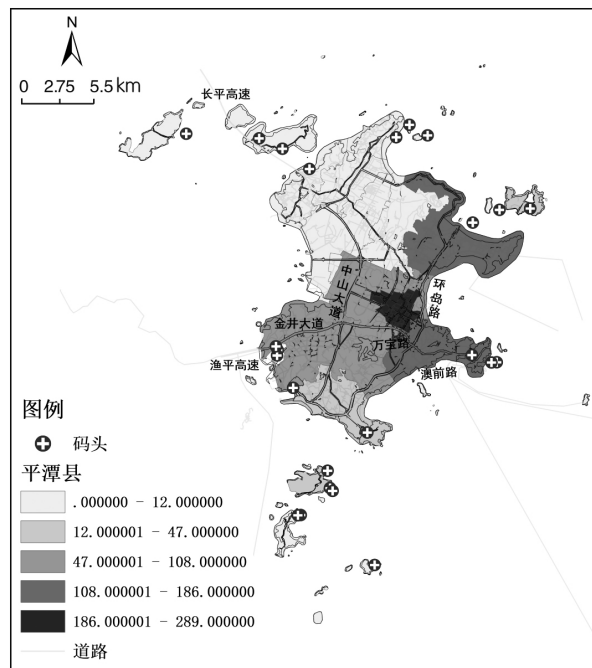 N
0 2.75 5.5 km
长平高速
中山大道
环岛路
金井大道
万宝路
渔平高速
澳前路
图例
码头
平潭县
.000000 - 12.000000
12.000001 - 47.000000
47.000001 - 108.000000
108.000001 - 186.000000
186.000001 - 289.000000
道路